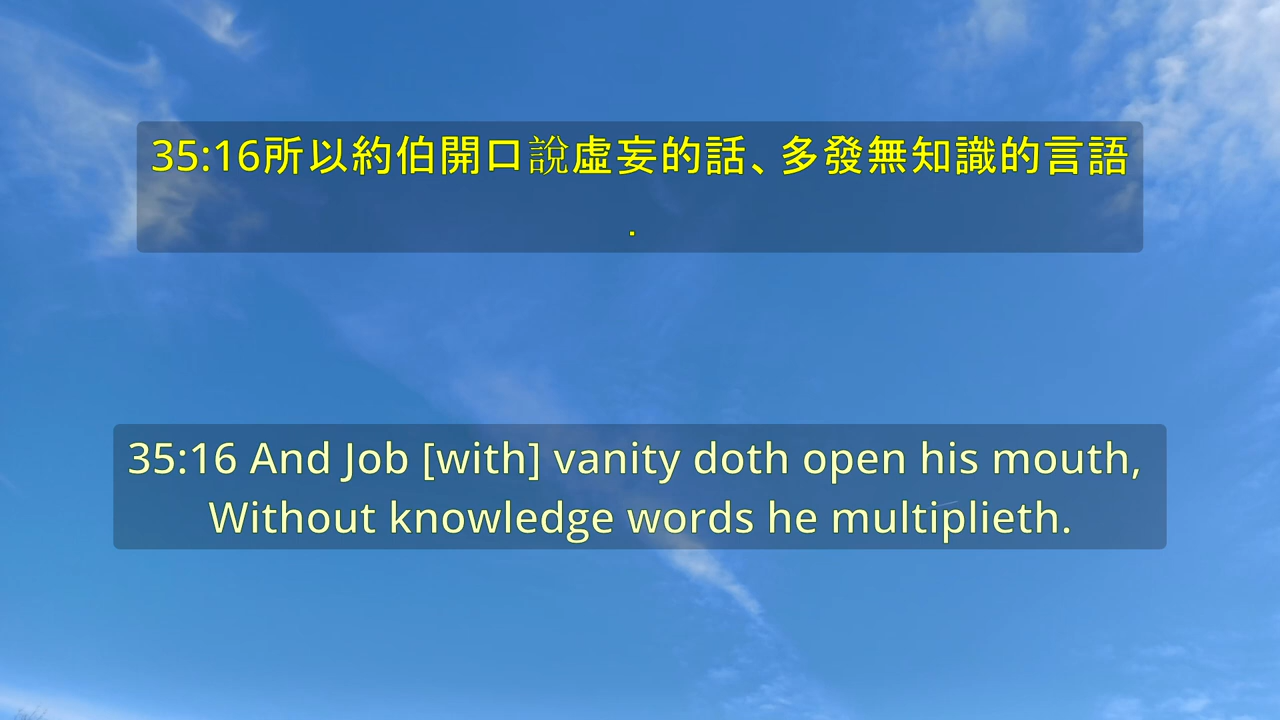 35:16所以約伯開口說虛妄的話、多發無知識的言語
.
35:16 And Job [with] vanity doth open his mouth,
Without knowledge words he multiplieth.